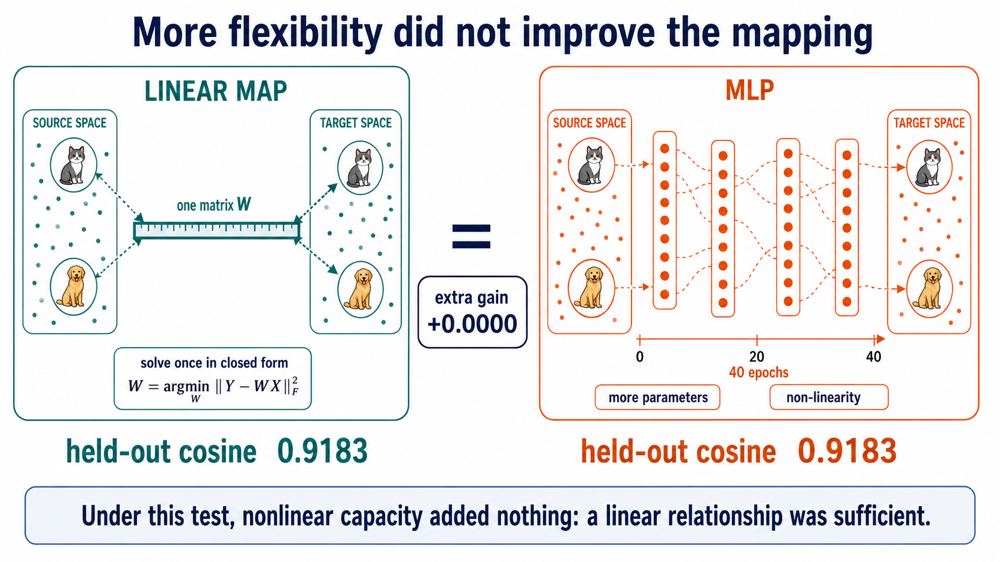 More flexibility did not improve the mapping
LINEAR MAP
SOURCE SPACE
TARGET SPACE
one matrix W
solve once in closed form
W = argmin ‖ Y − W X ‖²_F
W
held-out cosine 0.9183
=
extra gain
+0.0000
MLP
SOURCE SPACE
TARGET SPACE
0 20 40
40 epochs
more parameters
non-linearity
held-out cosine 0.9183
Under this test, nonlinear capacity added nothing: a linear relationship was sufficient.